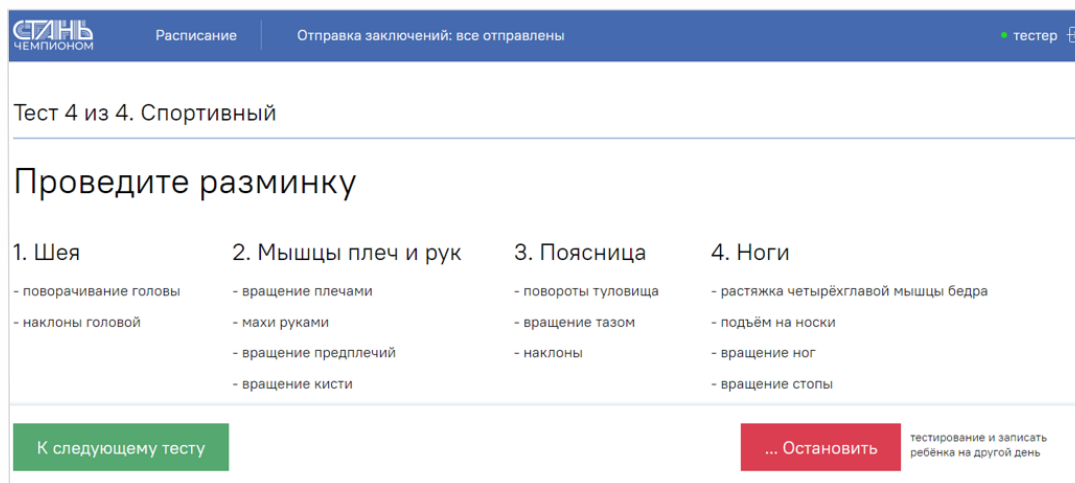 СТАНЬ
ЧЕМПИОНОМ
Расписание
Отправка заключений: все отправлены
тестер
Тест 4 из 4. Спортивный
Проведите разминку
1. Шея
- поворачивание головы
- наклоны головой
2. Мышцы плеч и рук
- вращение плечами
- махи руками
- вращение предплечий
- вращение кисти
3. Поясница
- повороты туловища
- вращение тазом
- наклоны
4. Ноги
- растяжка четырёхглавой мышцы бедра
- подъём на носки
- вращение ног
- вращение стопы
К следующему тесту
... Остановить
тестирование и записать
ребёнка на другой день